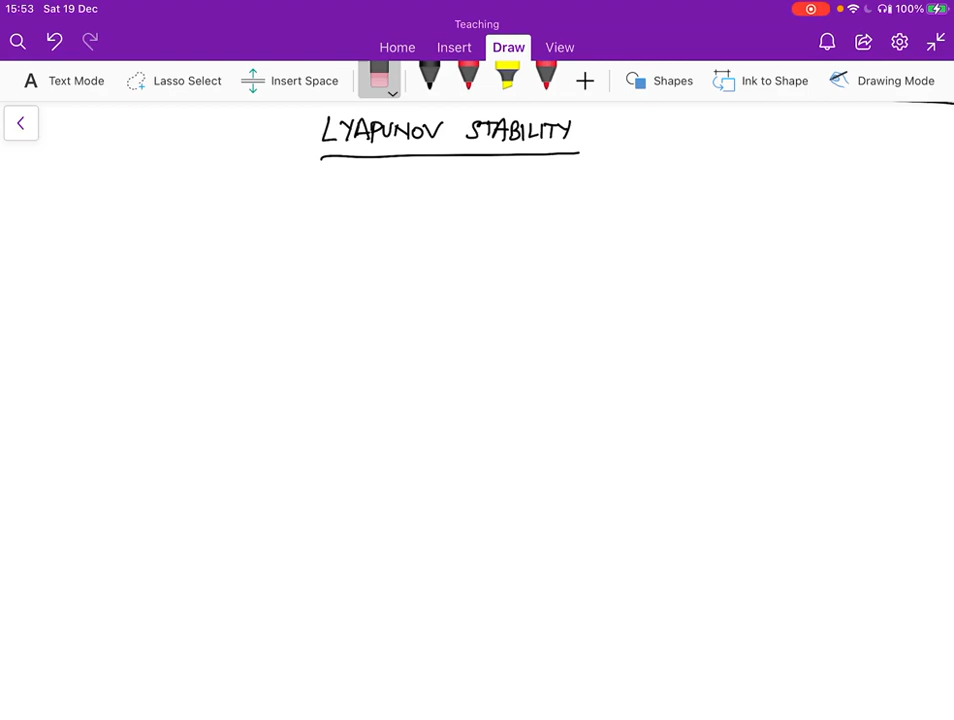 15:53 Sat 19 Dec 100%
Teaching
Home Insert Draw View
A Text Mode Lasso Select Insert Space Shapes Ink to Shape Drawing Mode
LYAPUNOV STABILITY